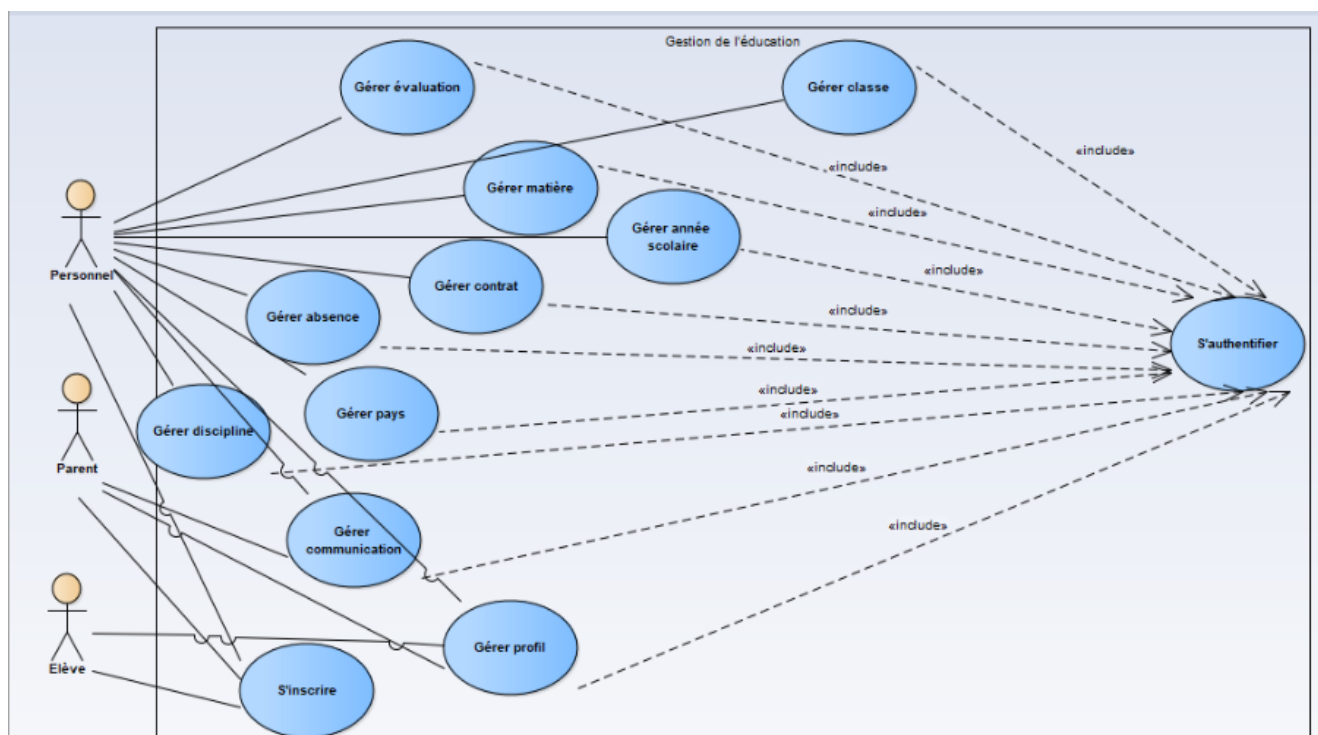 Gestion de l'éducation
Gérer évaluation
Gérer classe
«include»
«include»
Gérer matière
«include»
Gérer année
scolaire
Personnel
«include»
Gérer contrat
«include»
Gérer absence
«include»
S'authentifier
«include»
Gérer pays
«include»
Gérer discipline
Parent
«include»
Gérer
communication
«include»
Gérer profil
Elève
S'inscrire